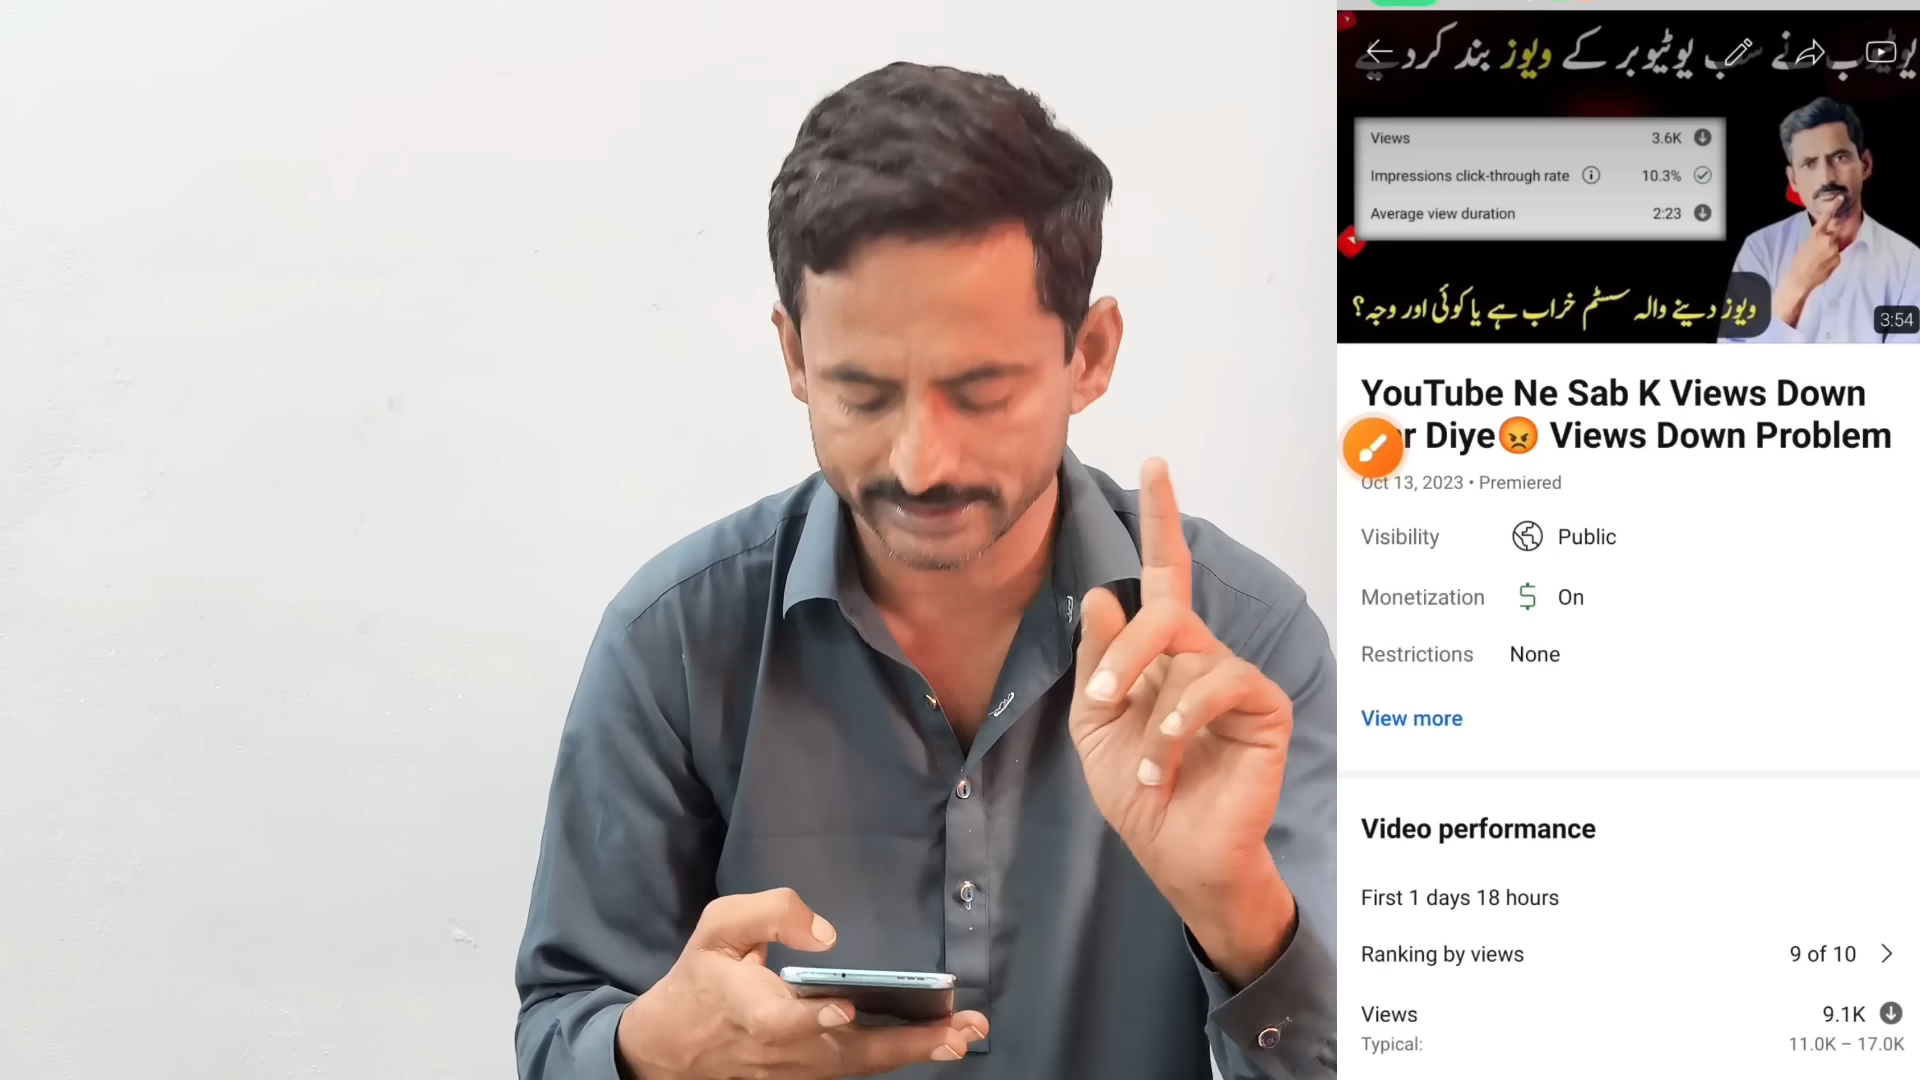 یوٹیوب نے سب یوٹیوبر کے ویوز بند کر دیئے
Views 3.6K
Impressions click-through rate 10.3%
Average view duration 2:23
ویوز دینے والہ سسٹم خراب ہے یا کوئی اور وجہ؟
3:54
YouTube Ne Sab K Views Down
r Diye😡 Views Down Problem
Oct 13, 2023 • Premiered
Visibility Public
Monetization On
Restrictions None
View more
Video performance
First 1 days 18 hours
Ranking by views 9 of 10
Views 9.1K
Typical: 11.0K – 17.0K